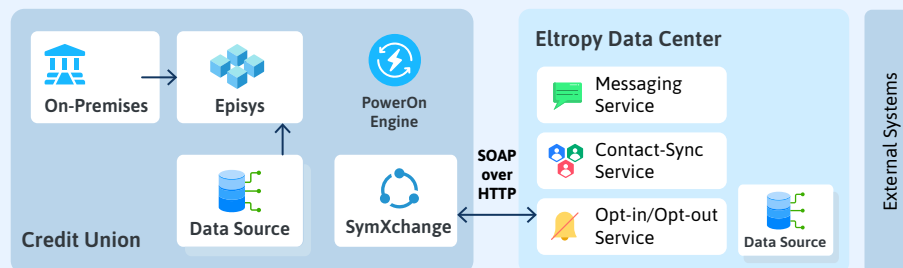 On-Premises
Episys
PowerOn
Engine
Data Source
SymXchange
Credit Union
SOAP
over
HTTP
Eltropy Data Center
Messaging
Service
Contact-Sync
Service
Opt-in/Opt-out
Service
Data Source
External Systems